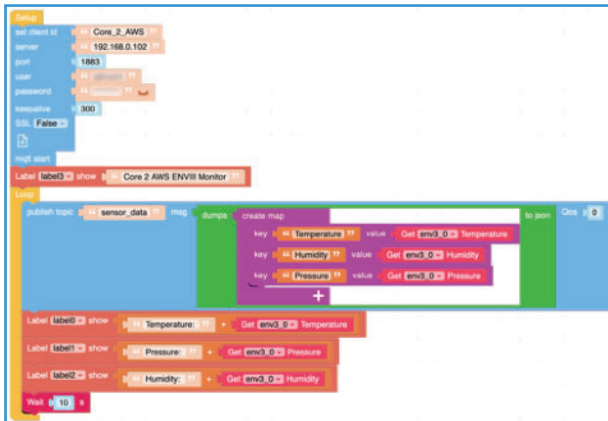 Setup
set client id “ Core_2_AWS ”
server “ 192.168.0.102 ”
port 1883
user “ ”
password “ ”
keepalive 300
SSL False
mqtt start
Label label3 show “ Core 2 AWS ENVIII Monitor ”
Loop
publish topic “ sensor_data ” msg dumps create map to json Qos 0
key “ Temperature ” value Get env3_0 Temperature
key “ Humidity ” value Get env3_0 Humidity
key “ Pressure ” value Get env3_0 Pressure
+
Label label0 show “ Temperature: ” + Get env3_0 Temperature
Label label1 show “ Pressure: ” + Get env3_0 Pressure
Label label2 show “ Humidity: ” + Get env3_0 Humidity
Wait 10 s